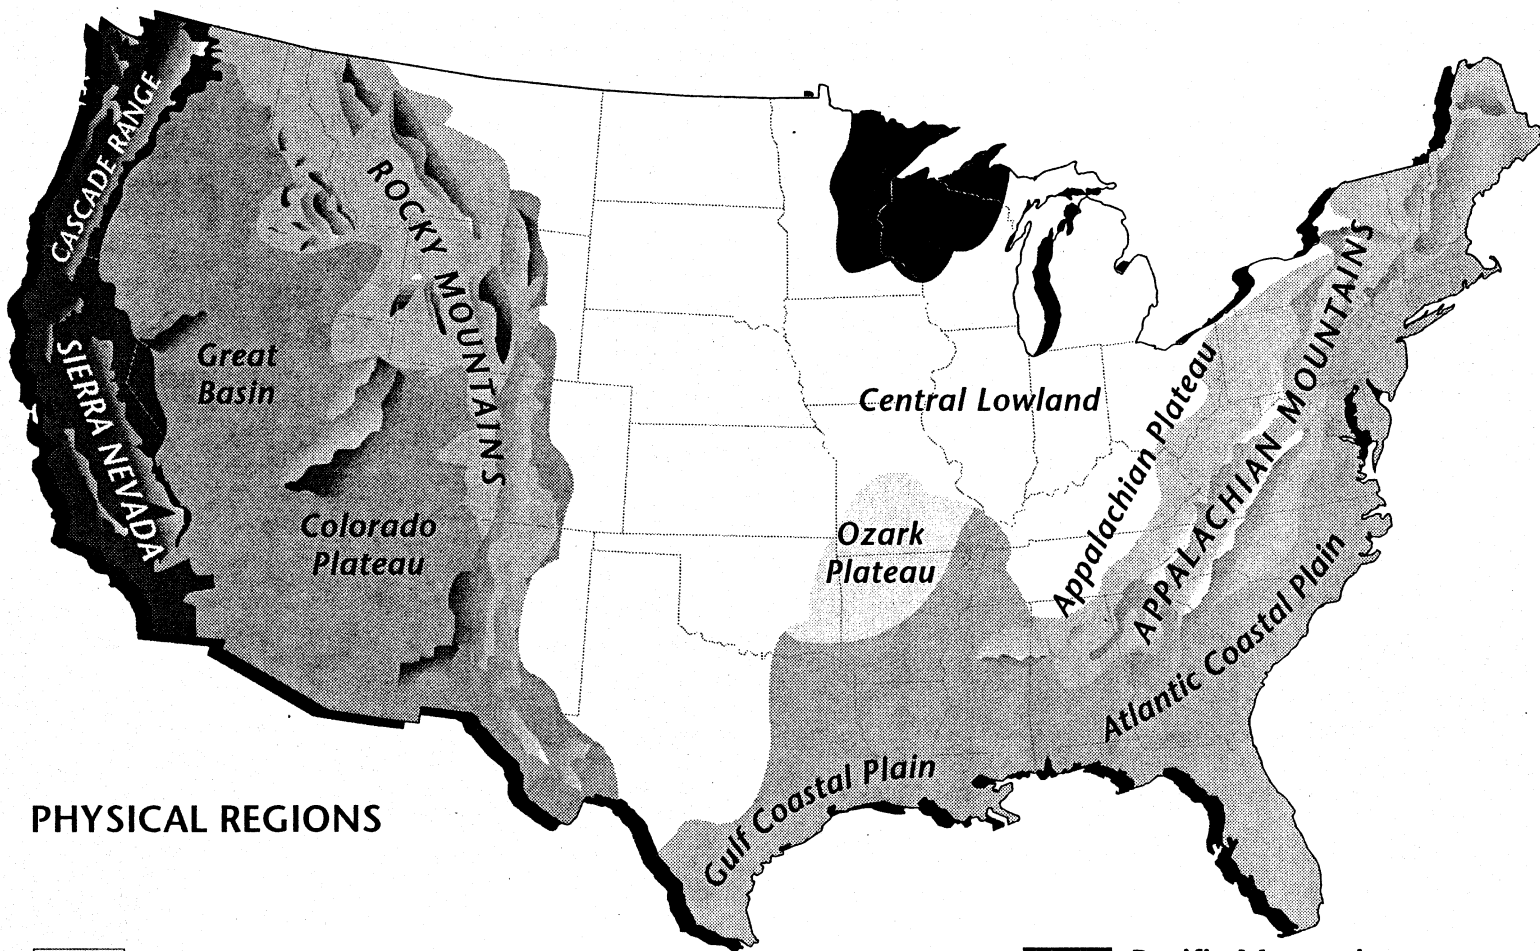 CASCADE RANGE
ROCKY MOUNTAINS
SIERRA NEVADA
Great
Basin
Central Lowland
Appalachian Plateau
APPALACHIAN MOUNTAINS
Colorado
Plateau
Ozark
Plateau
Atlantic Coastal Plain
Gulf Coastal Plain
PHYSICAL REGIONS